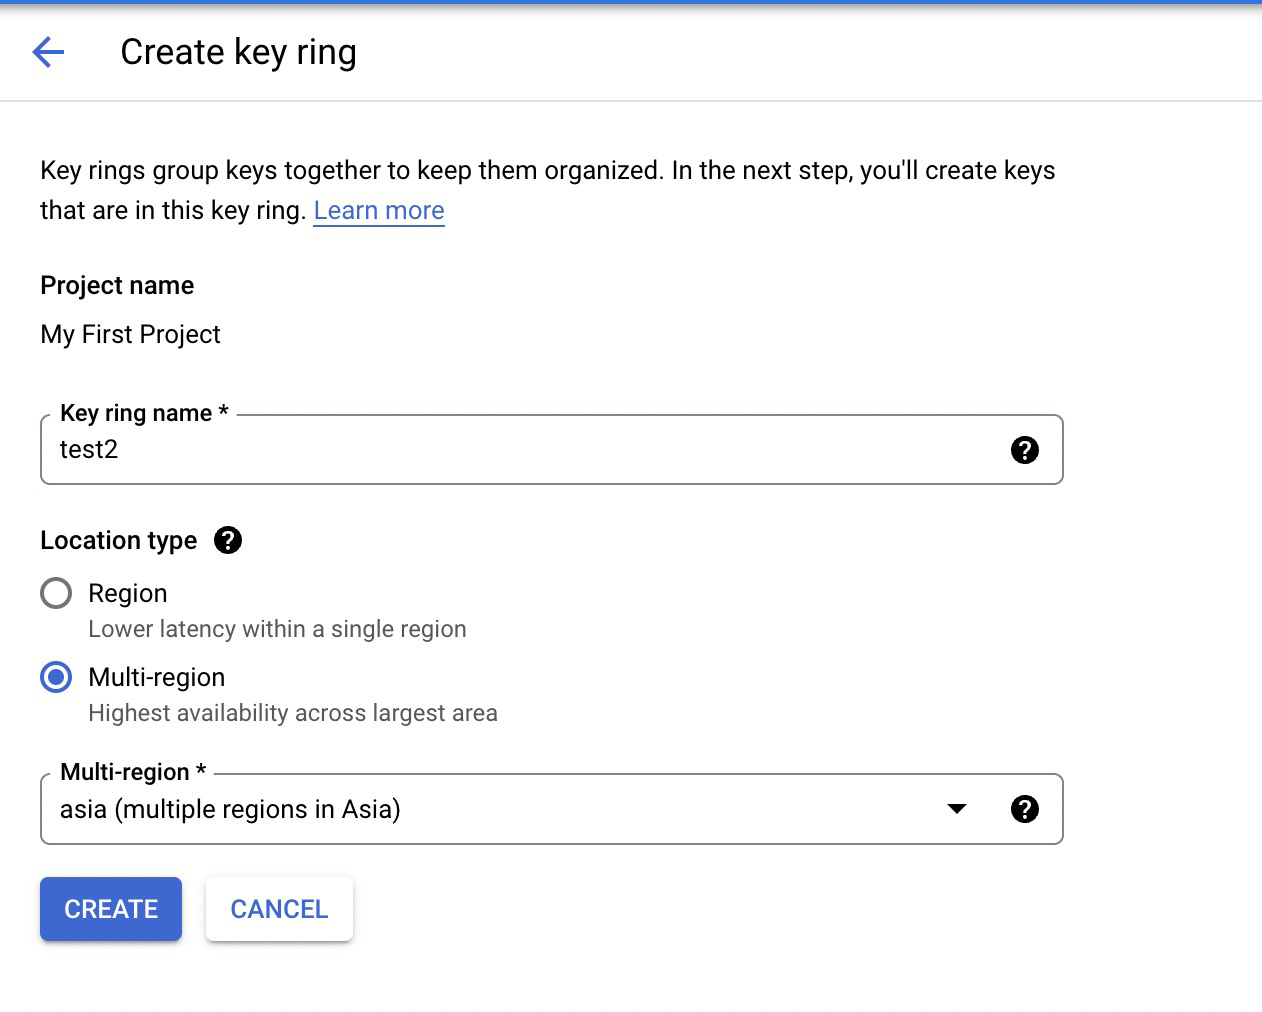 Create key ring
Key rings group keys together to keep them organized. In the next step, you'll create keys
that are in this key ring. Learn more
Project name
My First Project
Key ring name *
test2
Location type
Region
Lower latency within a single region
Multi-region
Highest availability across largest area
Multi-region *
asia (multiple regions in Asia)
CREATE CANCEL